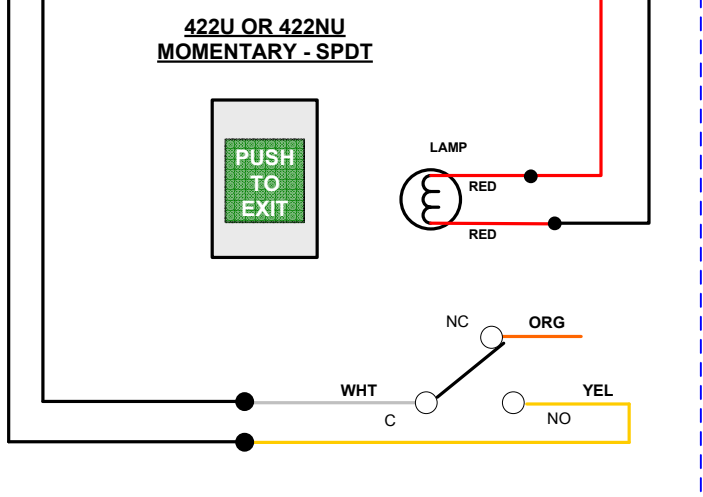 422U OR 422NU
MOMENTARY - SPDT
PUSH
TO
EXIT
LAMP
RED
RED
NC
ORG
WHT
YEL
C
NO